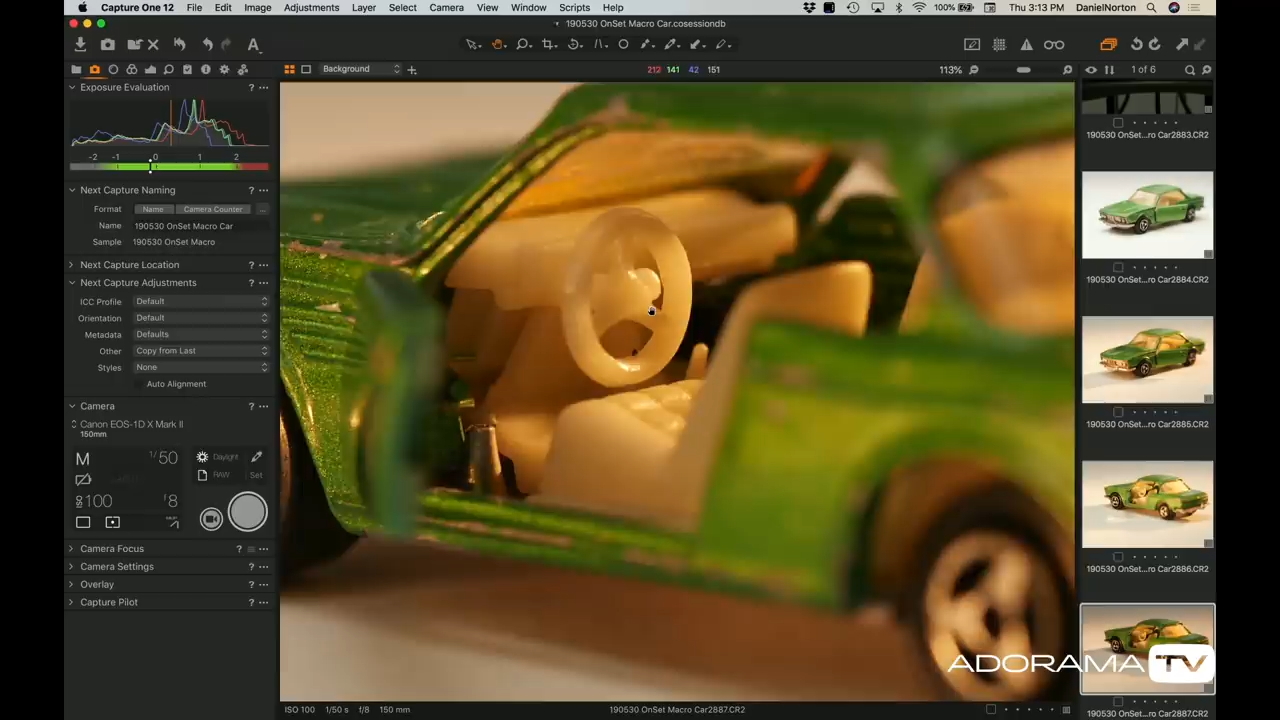 Capture One 12 File Edit Image Adjustments Layer Select Camera View Window Scripts Help 100% Thu 3:13 PM DanielNorton
190530 OnSet Macro Car.cosessiondb
Background
212 141 42 151
113%
1 of 6
Exposure Evaluation ?
-2 -1 0 1 2
Next Capture Naming ?
Format Name Camera Counter
Name 190530 OnSet Macro Car
Sample 190530 OnSet Macro
Next Capture Location ?
Next Capture Adjustments ?
ICC Profile Default
Orientation Default
Metadata Defaults
Other Copy from Last
Styles None
Auto Alignment
Camera ?
Canon EOS-1D X Mark II
150mm
M 1/50 Daylight
RAW Set
ISO 100 f8
Camera Focus ?
Camera Settings ?
Overlay ?
Capture Pilot ?
190530 OnSet...ro Car2883.CR2
190530 OnSet...ro Car2884.CR2
190530 OnSet...ro Car2885.CR2
190530 OnSet...ro Car2886.CR2
190530 OnSet...ro Car2887.CR2
ADORAMA TV
ISO 100 1/50 s f/8 150 mm
190530 OnSet Macro Car2887.CR2